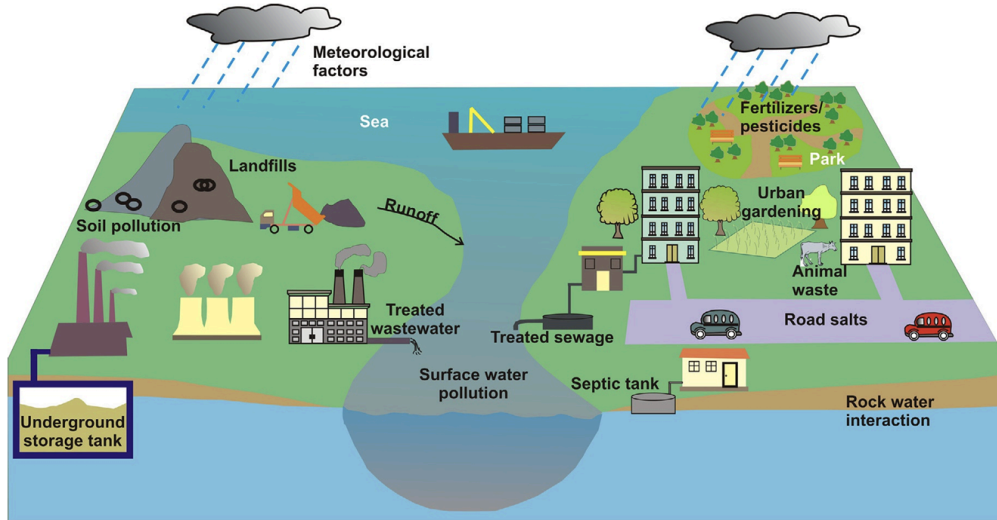 Meteorological
factors
Sea
Fertilizers/
pesticides
Park
Landfills
Urban
gardening
Runoff
Soil pollution
Animal
waste
Treated
wastewater
Road salts
Treated sewage
Surface water
pollution
Septic tank
Rock water
interaction
Underground
storage tank